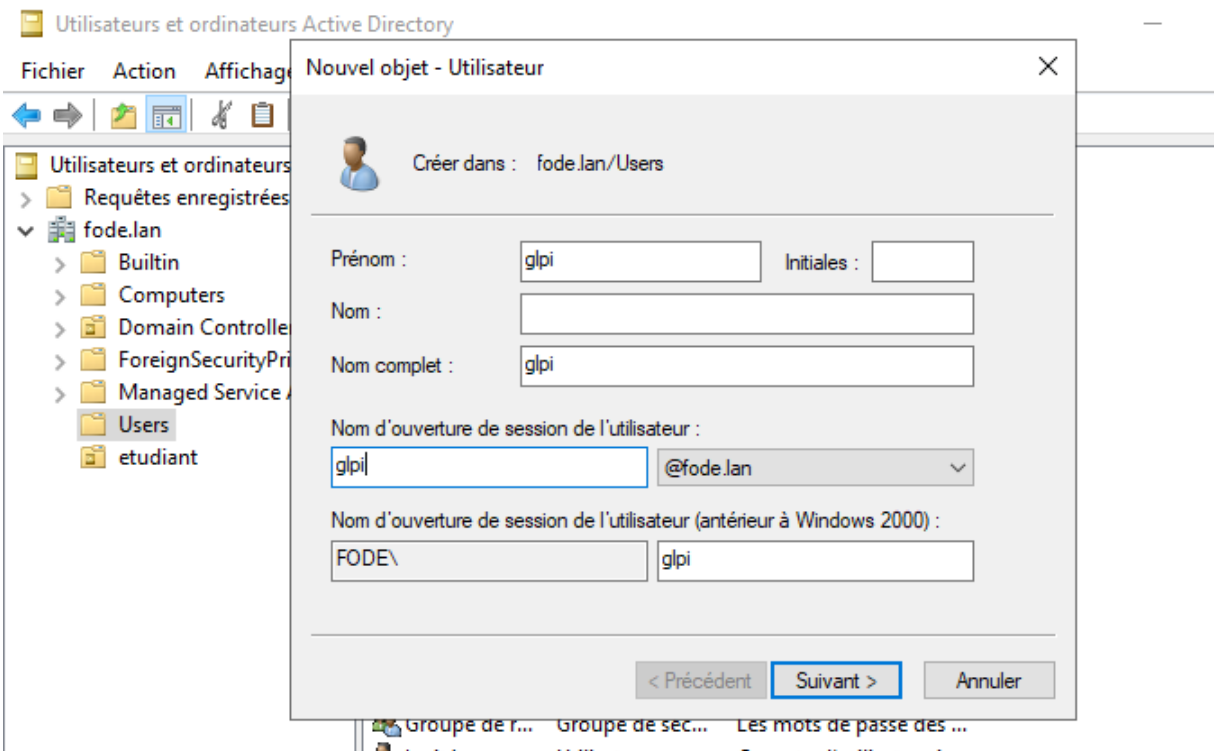 Utilisateurs et ordinateurs Active Directory
Fichier Action Affichage
Nouvel objet - Utilisateur
Utilisateurs et ordinateurs
Requêtes enregistrées
fode.lan
Builtin
Computers
Domain Controlle
ForeignSecurityPri
Managed Service
Users
etudiant
Créer dans : fode.lan/Users
Prénom : glpi Initiales :
Nom :
Nom complet : glpi
Nom d'ouverture de session de l'utilisateur :
glpi @fode.lan
Nom d'ouverture de session de l'utilisateur (antérieur à Windows 2000) :
FODE\ glpi
< Précédent Suivant > Annuler
Groupe de r... Groupe de séc... Les mots de passe des ...